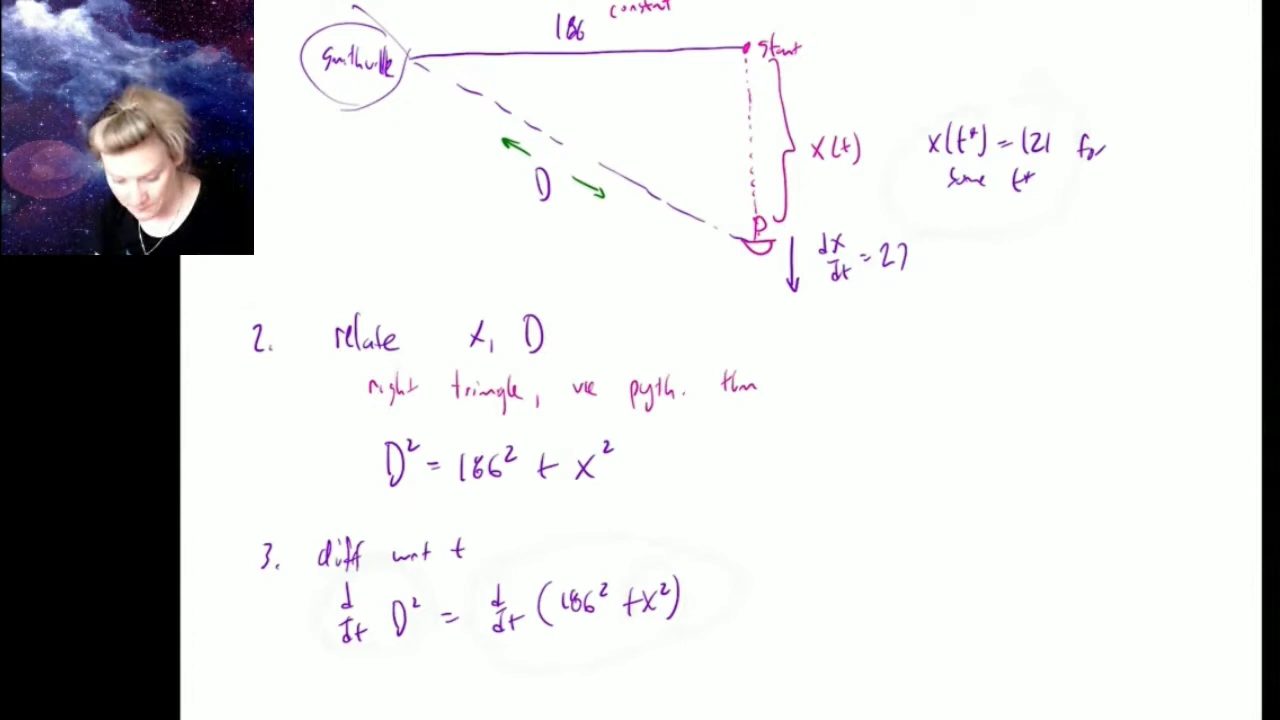 186 constant
Smithville
Start
D
x(t)
x(t*) = 121 for
some t*
P
dx/dt = 27
2. relate x, D
right triangle, use pyth. thm
D² = 186² + x²
3. diff wrt t
d/dt D² = d/dt (186² + x²)